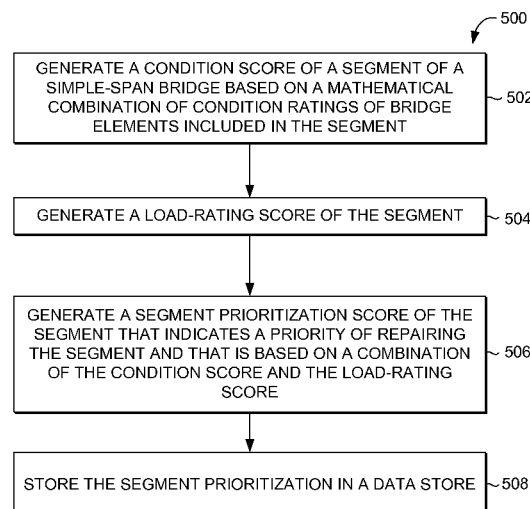 500
GENERATE A CONDITION SCORE OF A SEGMENT OF A
SIMPLE-SPAN BRIDGE BASED ON A MATHEMATICAL
COMBINATION OF CONDITION RATINGS OF BRIDGE
ELEMENTS INCLUDED IN THE SEGMENT
502
GENERATE A LOAD-RATING SCORE OF THE SEGMENT
504
GENERATE A SEGMENT PRIORITIZATION SCORE OF THE
SEGMENT THAT INDICATES A PRIORITY OF REPAIRING
THE SEGMENT AND THAT IS BASED ON A COMBINATION
OF THE CONDITION SCORE AND THE LOAD-RATING
SCORE
506
STORE THE SEGMENT PRIORITIZATION IN A DATA STORE
508